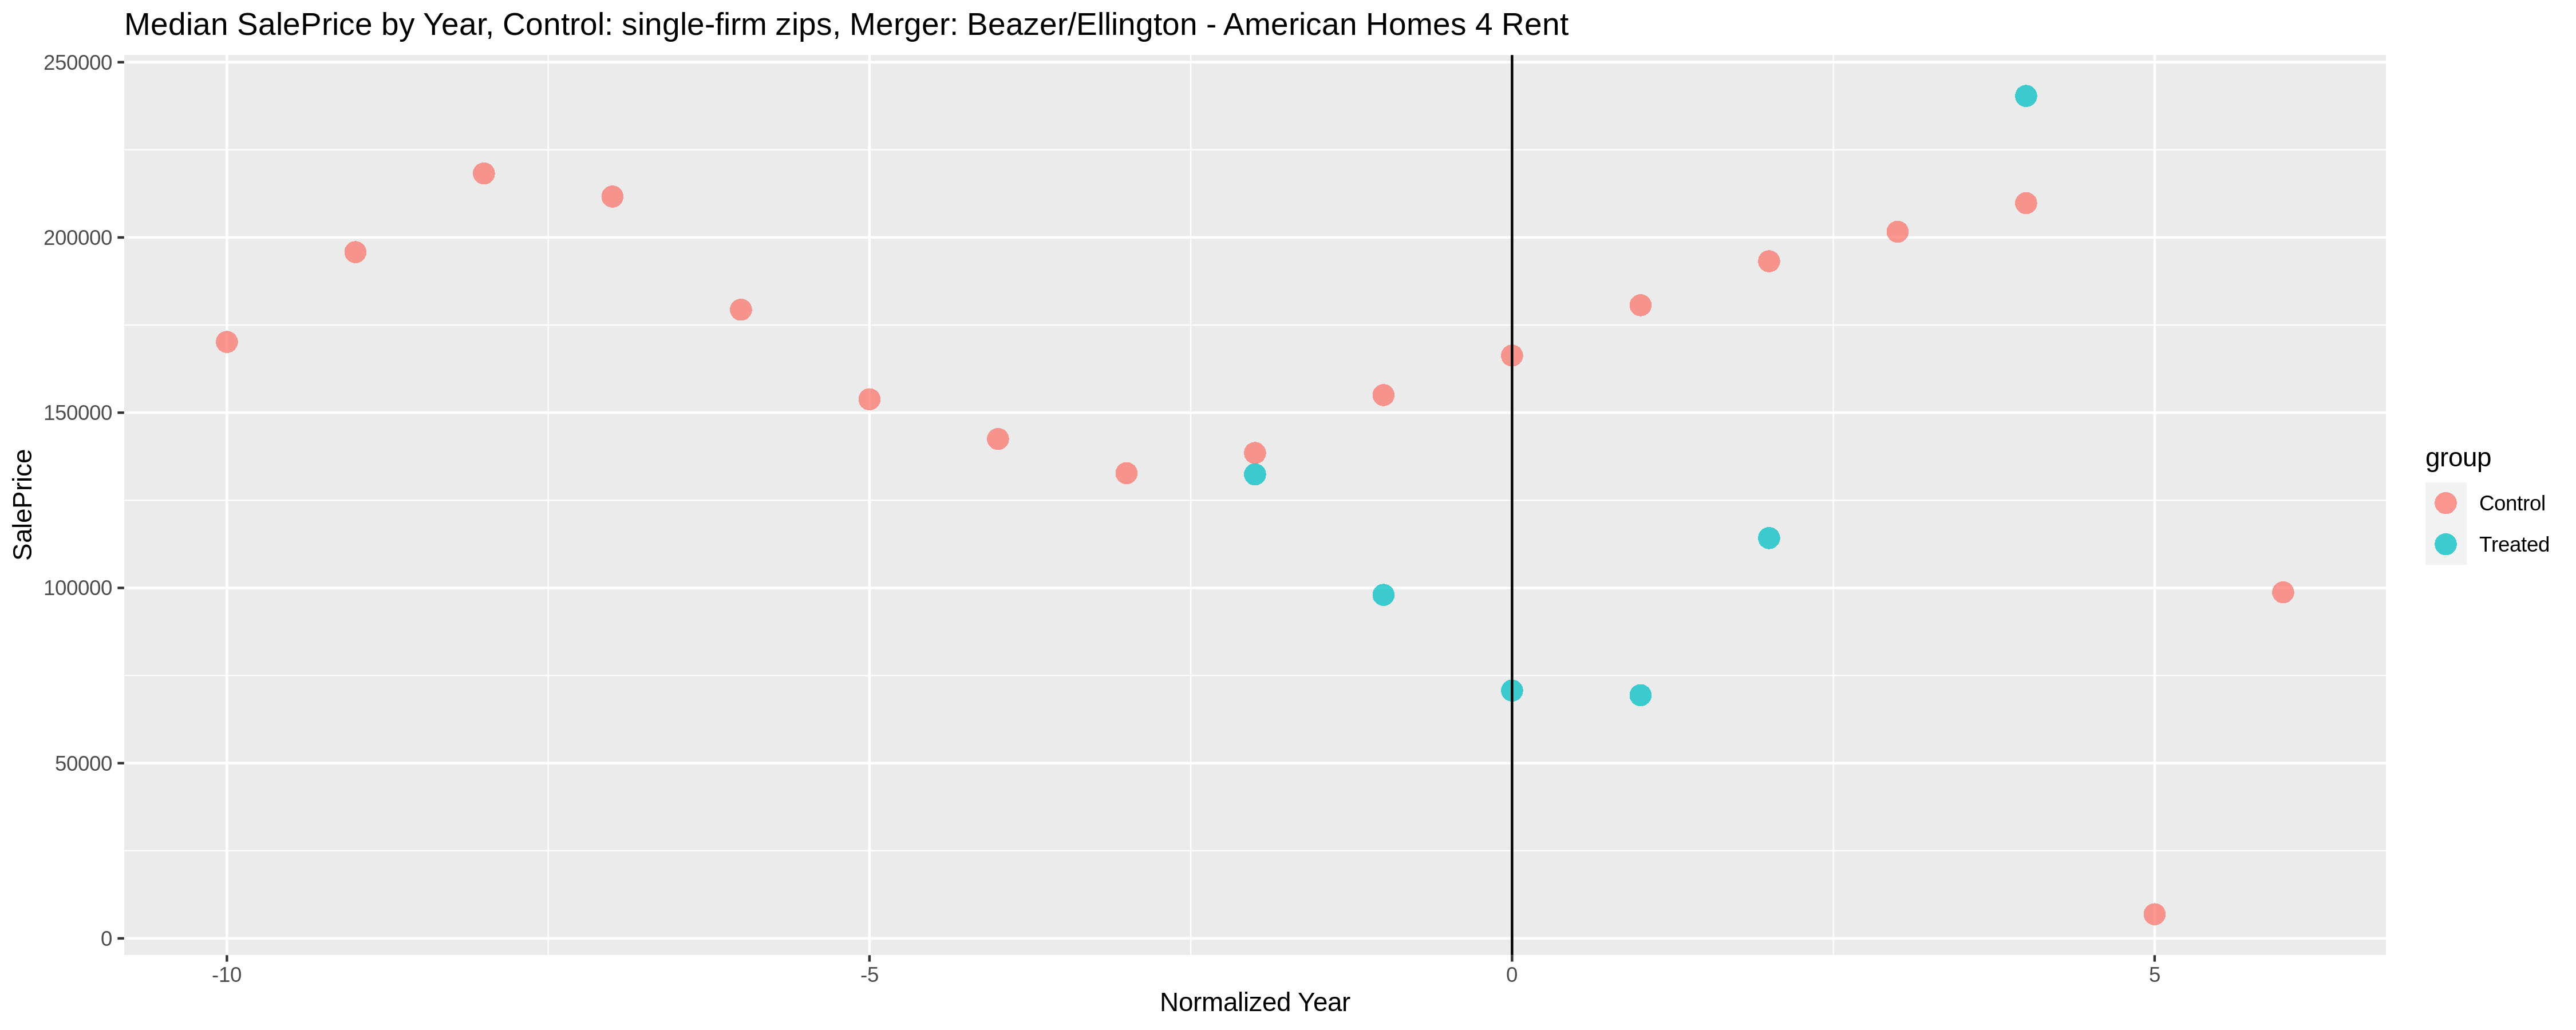 Median SalePrice by Year, Control: single-firm zips, Merger: Beazer/Ellington - American Homes 4 Rent
250000
200000
150000
100000
50000
0
SalePrice
-10
-5
0
5
Normalized Year
group
Control
Treated